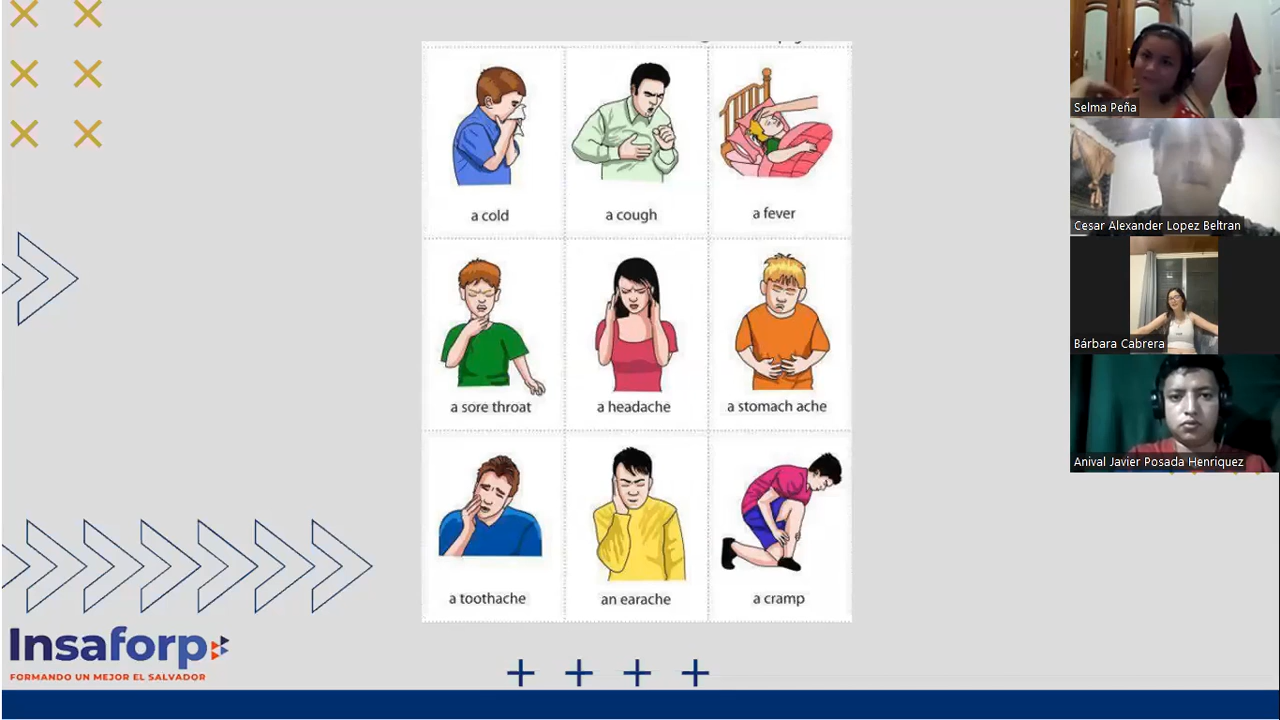 a cold
a cough
a fever
a sore throat
a headache
a stomach ache
a toothache
an earache
a cramp
Insaforp
FORMANDO UN MEJOR EL SALVADOR
Selma Peña
Cesar Alexander Lopez Beltran
Bárbara Cabrera
Anival Javier Posada Henriquez